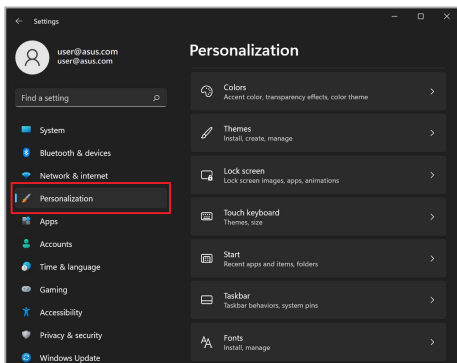 Settings
user@asus.com
user@asus.com
Find a setting
System
Bluetooth & devices
Network & internet
Personalization
Apps
Accounts
Time & language
Gaming
Accessibility
Privacy & security
Windows Update
Personalization
Colors
Accent color, transparency effects, color theme
Themes
Install, create, manage
Lock screen
Lock screen images, apps, animations
Touch keyboard
Themes, size
Start
Recent apps and items, folders
Taskbar
Taskbar behaviors, system pins
Fonts
Install, manage